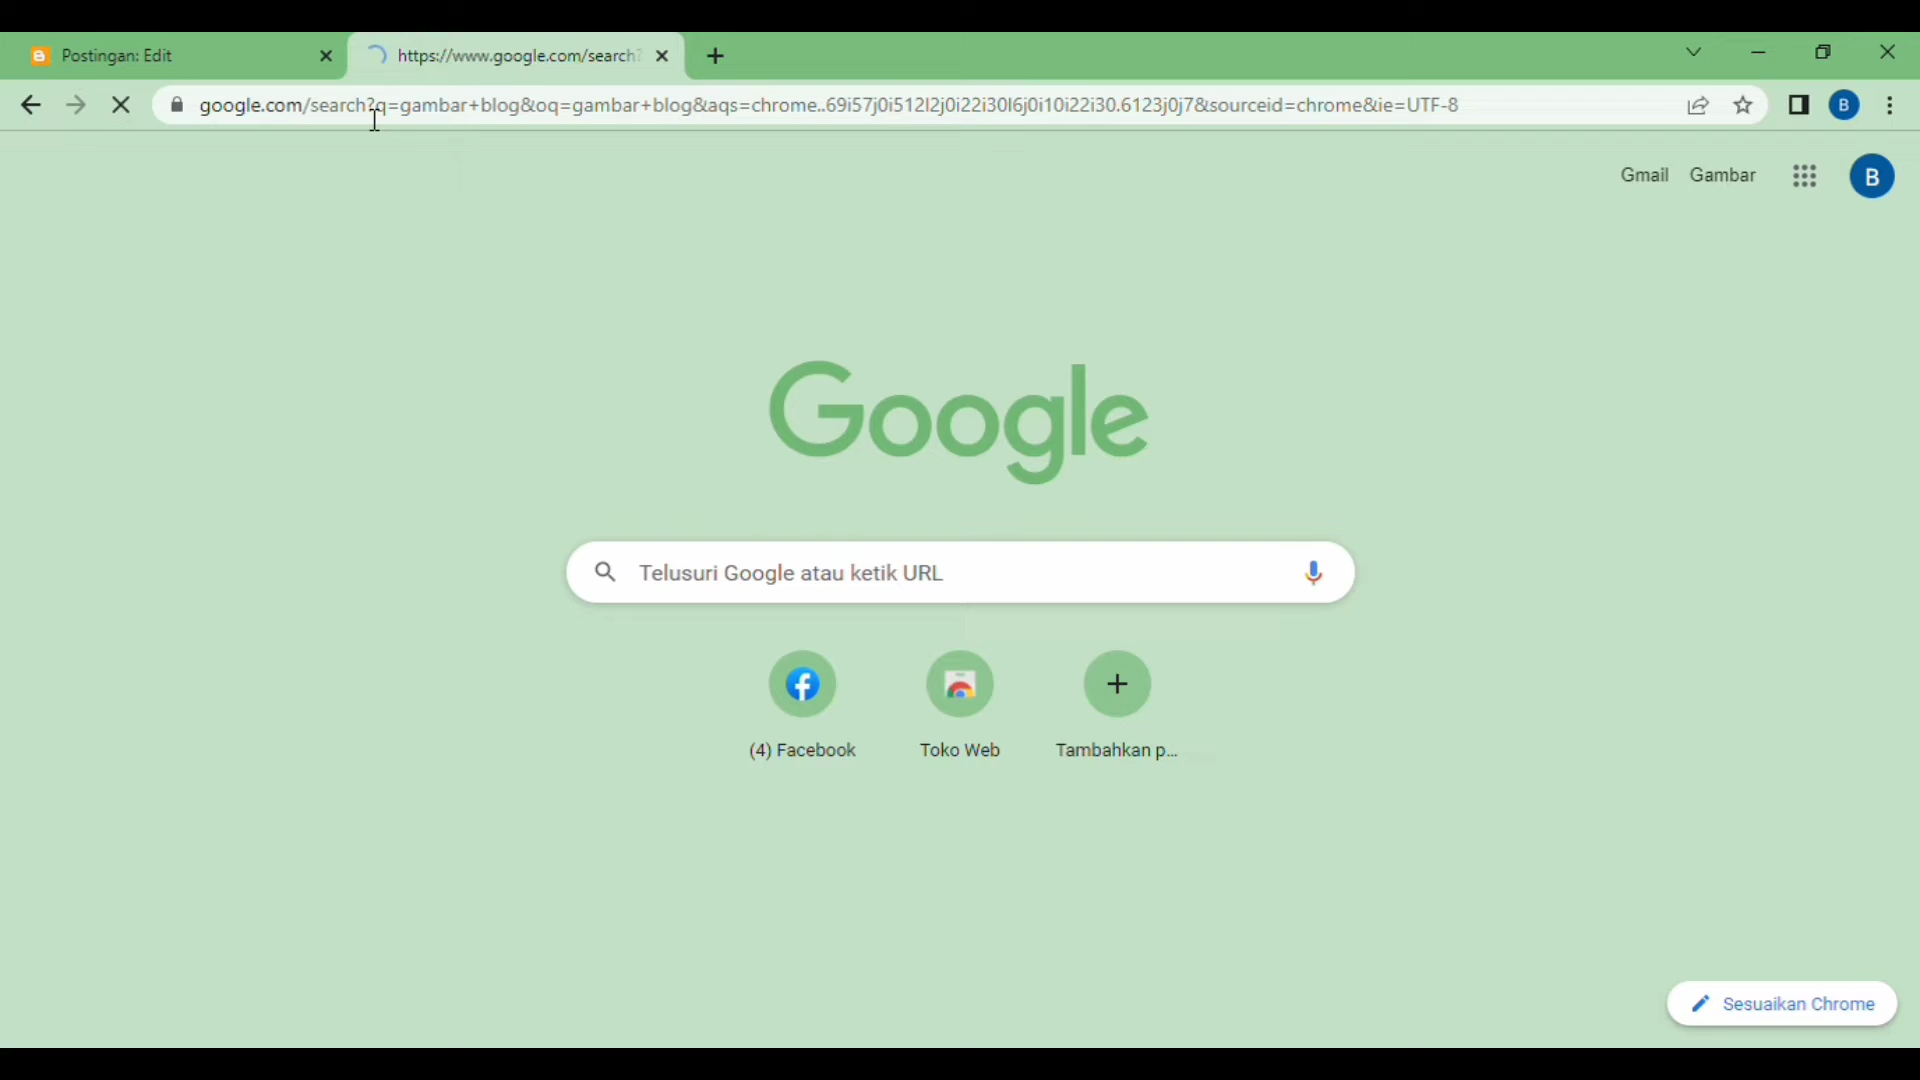 Postingan: Edit
https://www.google.com/search?
google.com/search?q=gambar+blog&oq=gambar+blog&aqs=chrome..69i57j0i512l2j0i22i30l6j0i10i22i30.6123j0j7&sourceid=chrome&ie=UTF-8
B
Gmail Gambar
B
Google
Telusuri Google atau ketik URL
(4) Facebook
Toko Web
Tambahkan p...
Sesuaikan Chrome